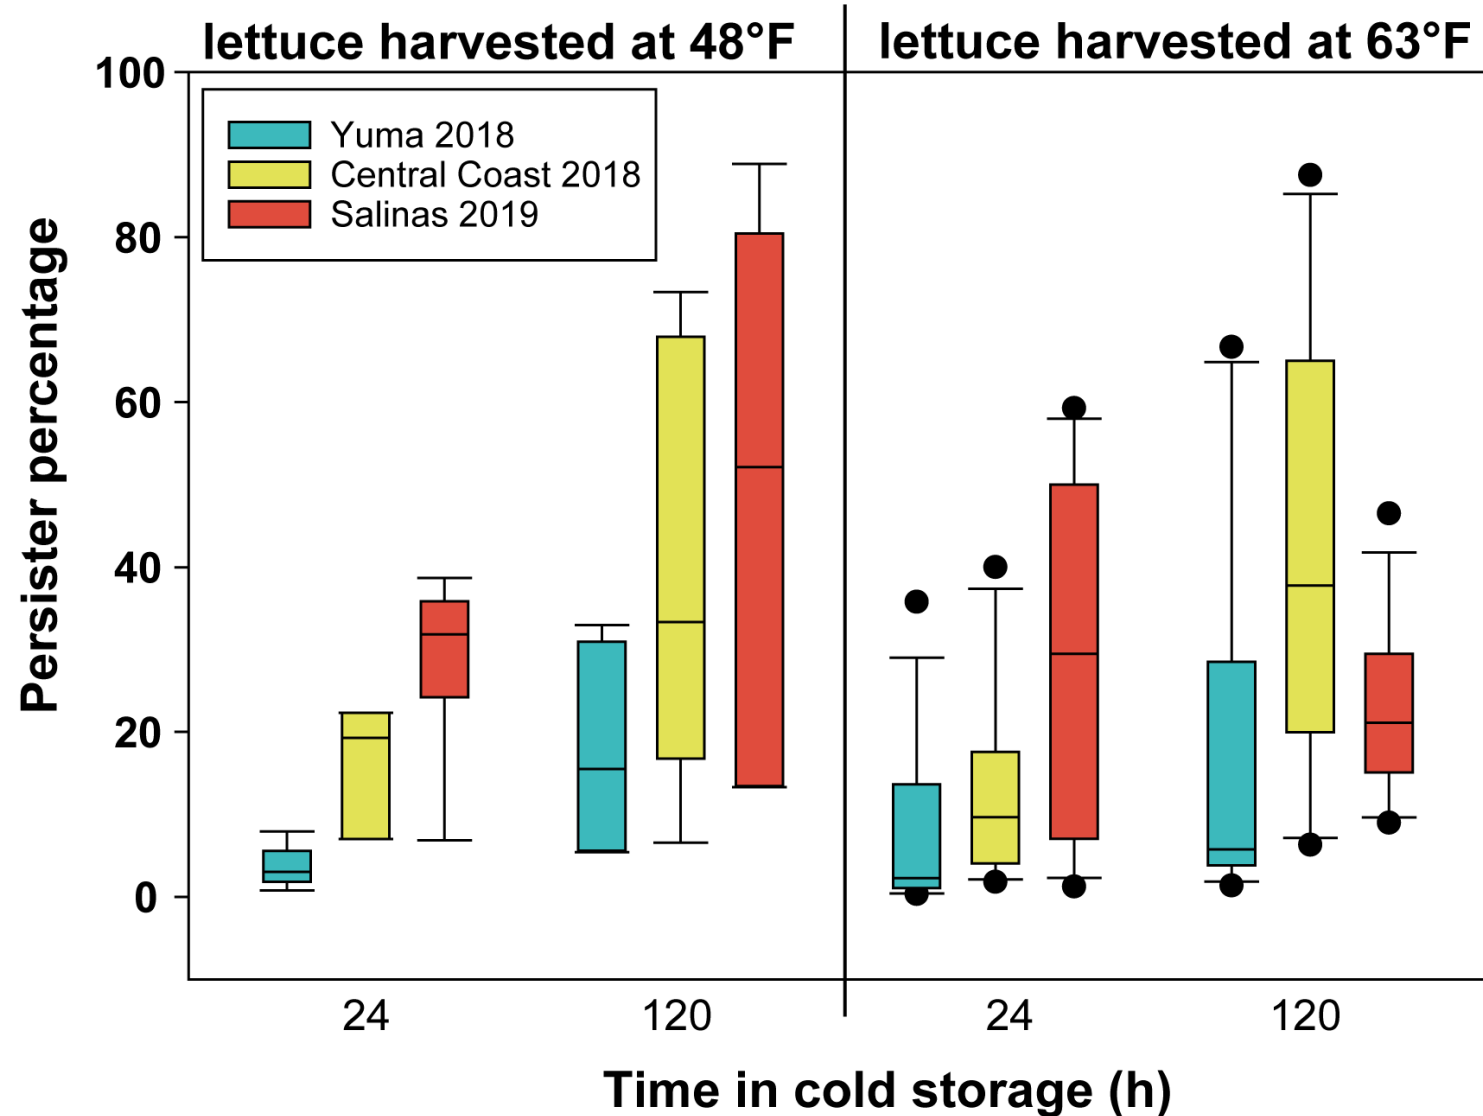 lettuce harvested at 48°F
lettuce harvested at 63°F
Yuma 2018
Central Coast 2018
Salinas 2019
Persister percentage
100
80
60
40
20
0
24
120
24
120
Time in cold storage (h)